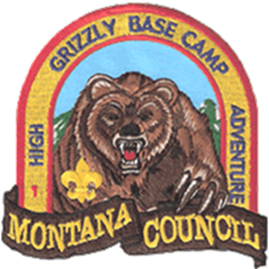 HIGH GRIZZLY BASE CAMP ADVENTURE
MONTANA COUNCIL